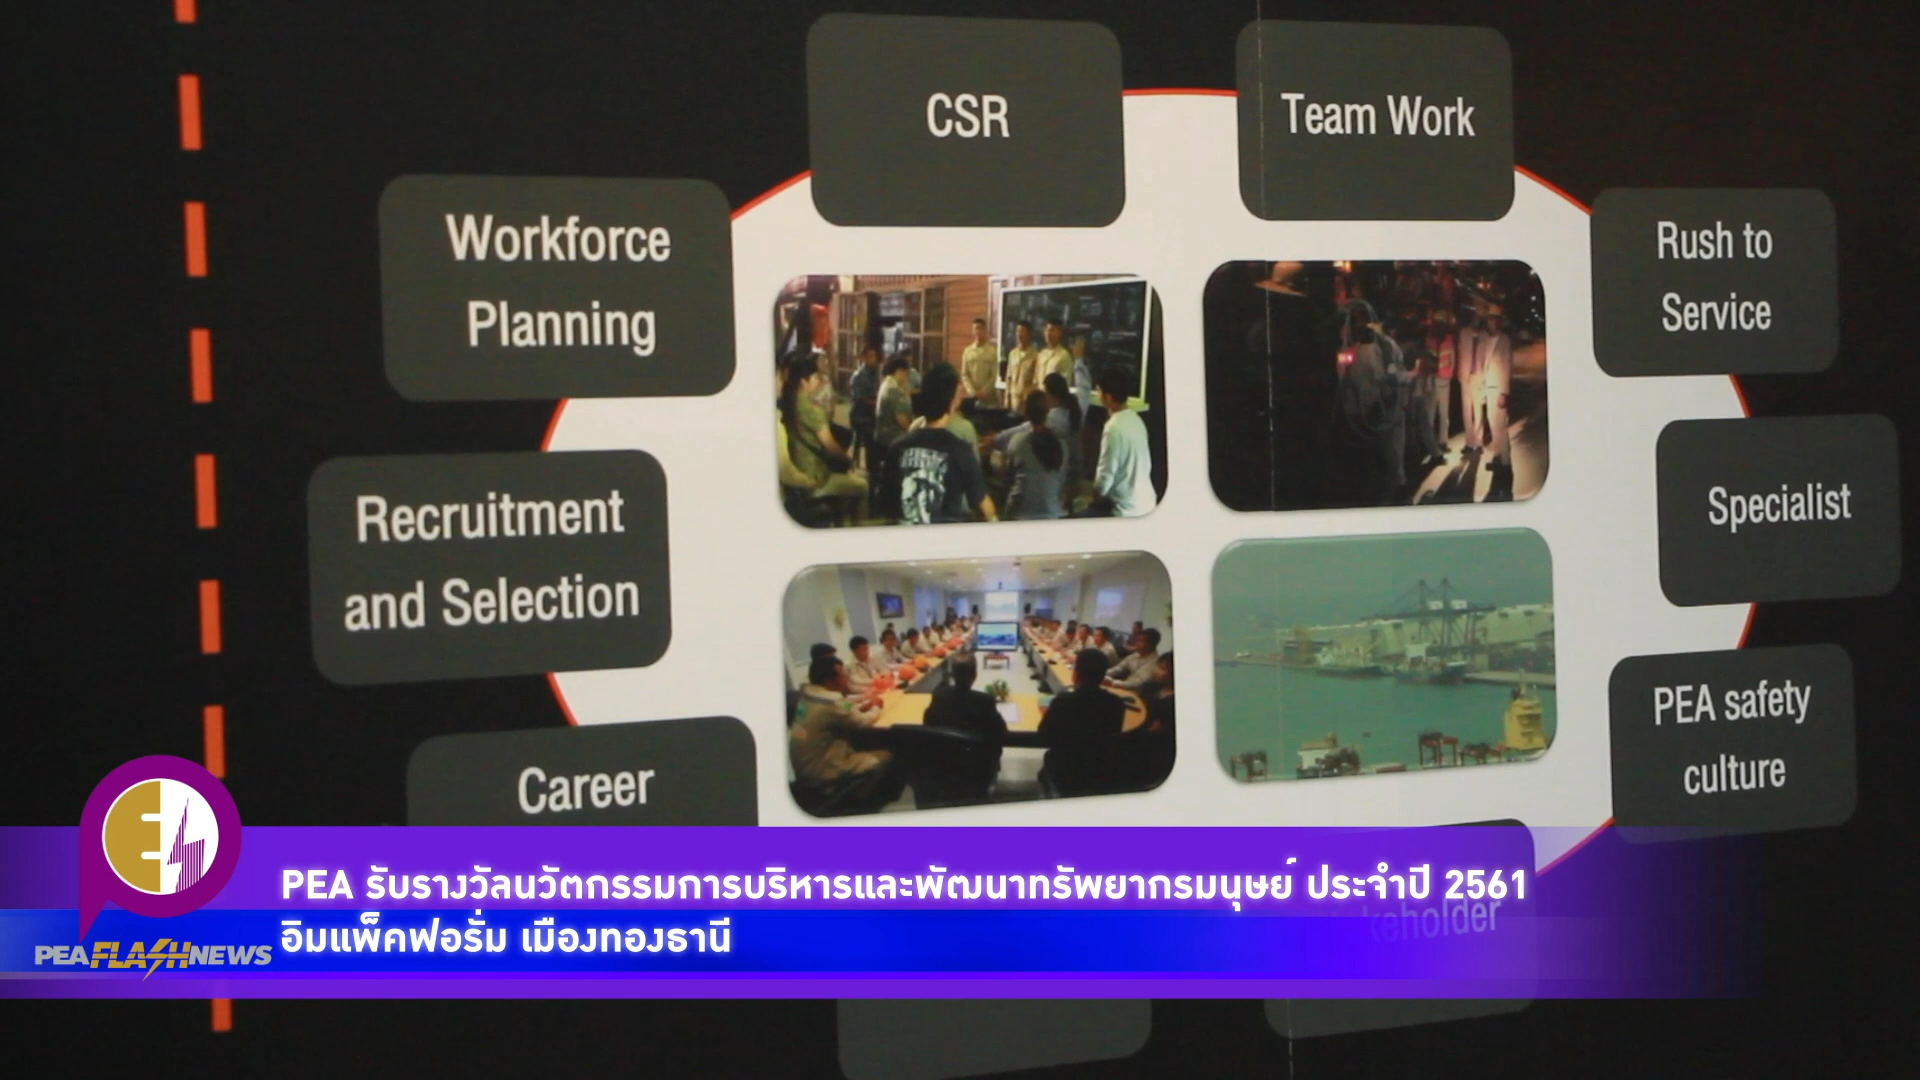 CSR
Team Work
Workforce
Planning
Rush to
Service
Recruitment
and Selection
Specialist
PEA safety
culture
Career
PEA รับรางวัลนวัตกรรมการบริหารและพัฒนาทรัพยากรมนุษย์ ประจำปี 2561
อิมแพ็คฟอรั่ม เมืองทองธานี
PEA FLASH NEWS